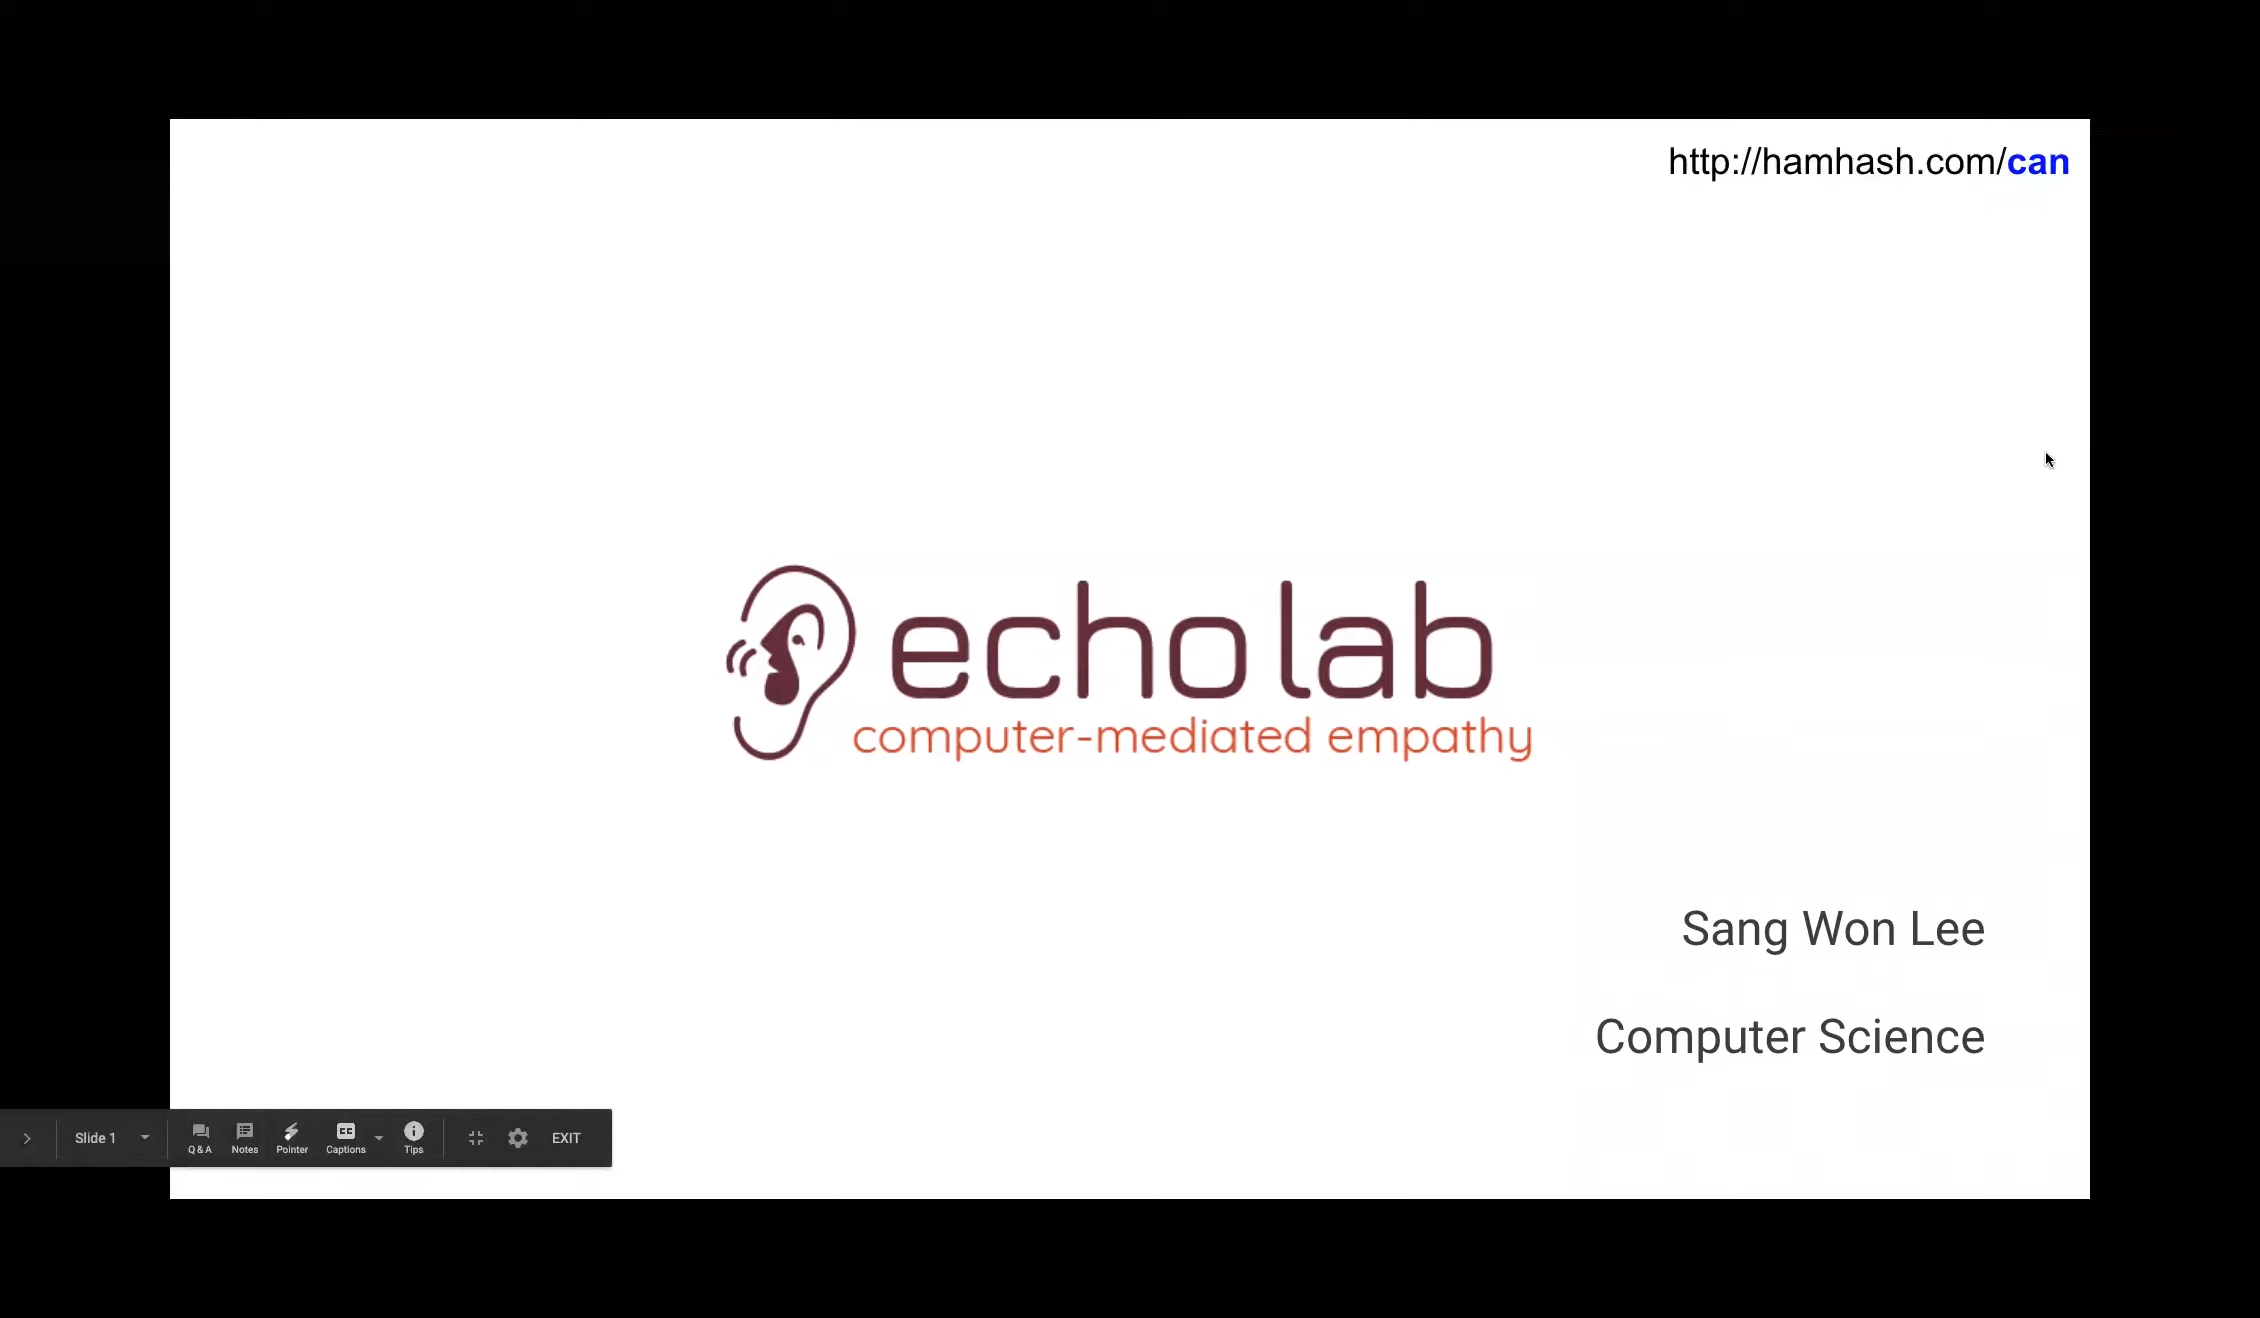 http://hamhash.com/can
echo lab
computer-mediated empathy
Sang Won Lee
Computer Science
Slide 1
Q & A
Notes
Pointer
CC
Captions
Tips
EXIT